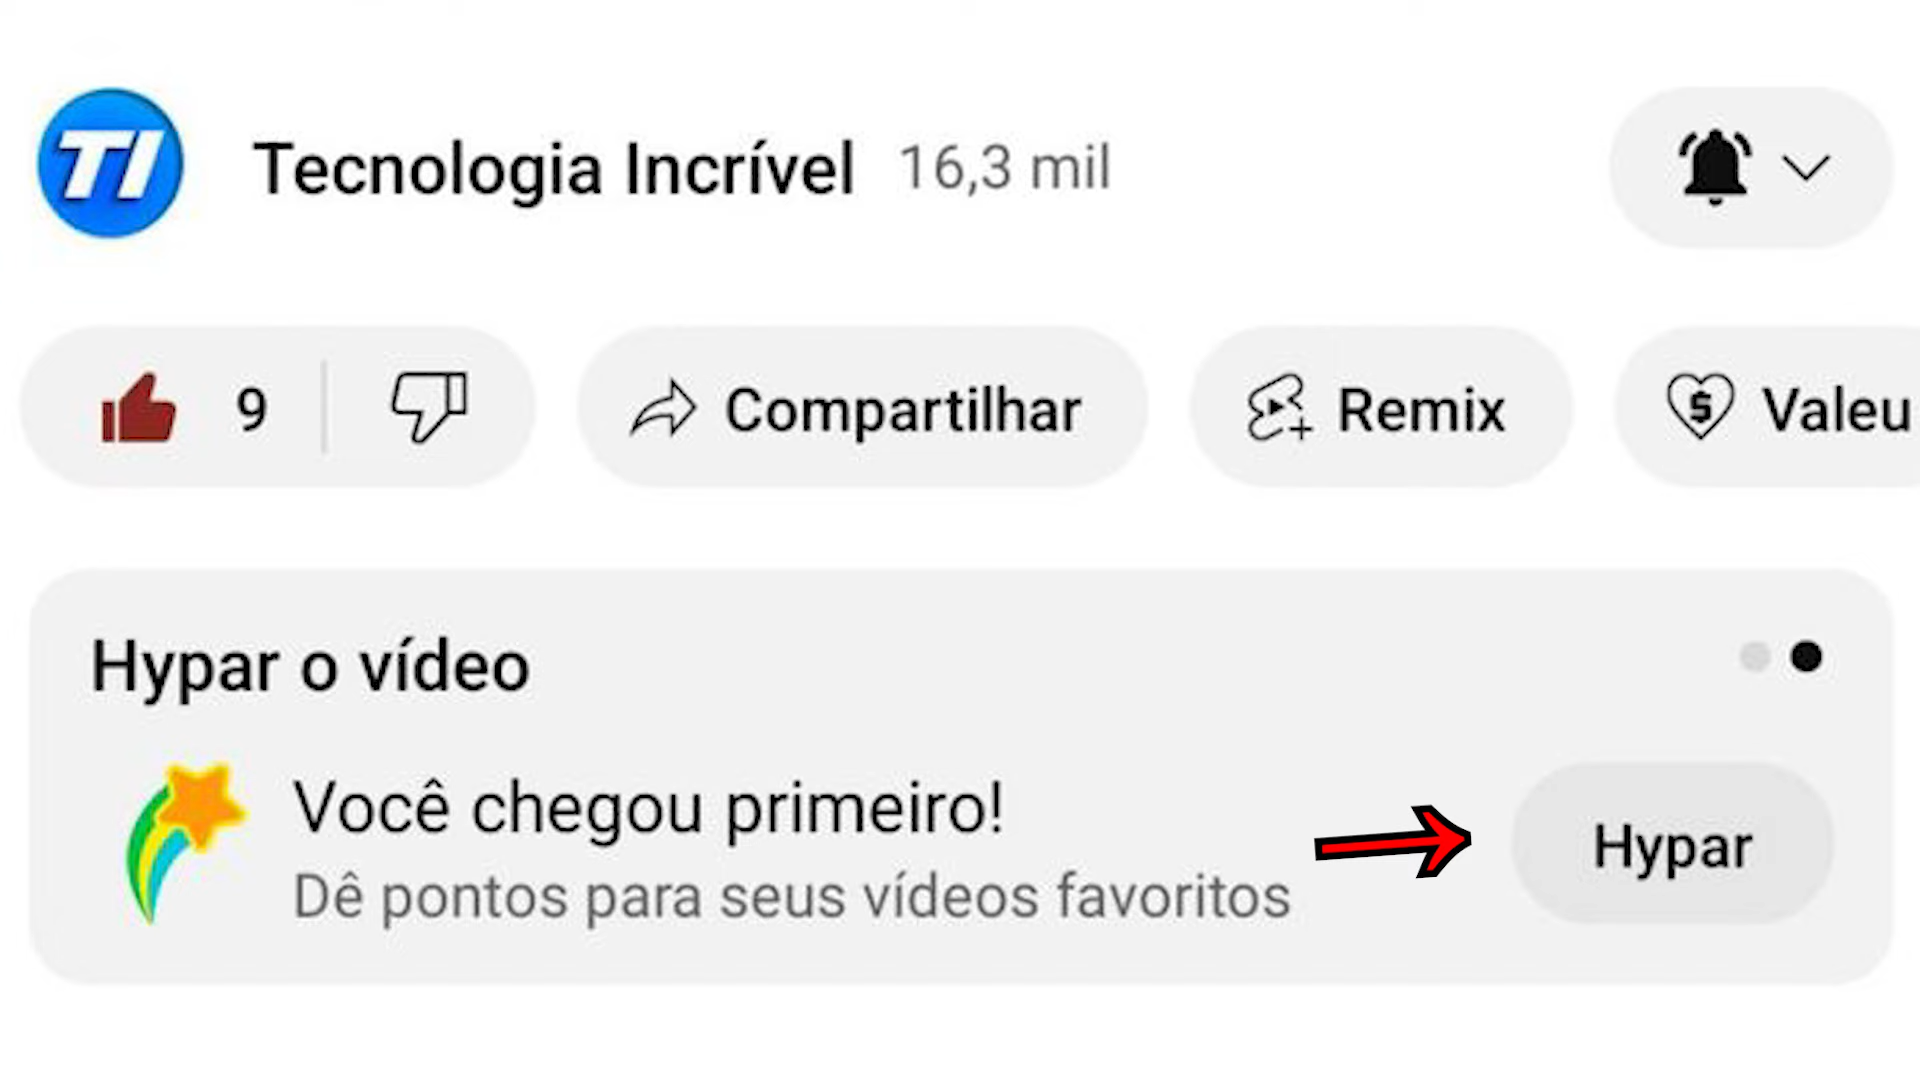 TI
Tecnologia Incrível 16,3 mil
9 Compartilhar Remix Valeu
Hypar o vídeo
Você chegou primeiro!
Dê pontos para seus vídeos favoritos
Hypar